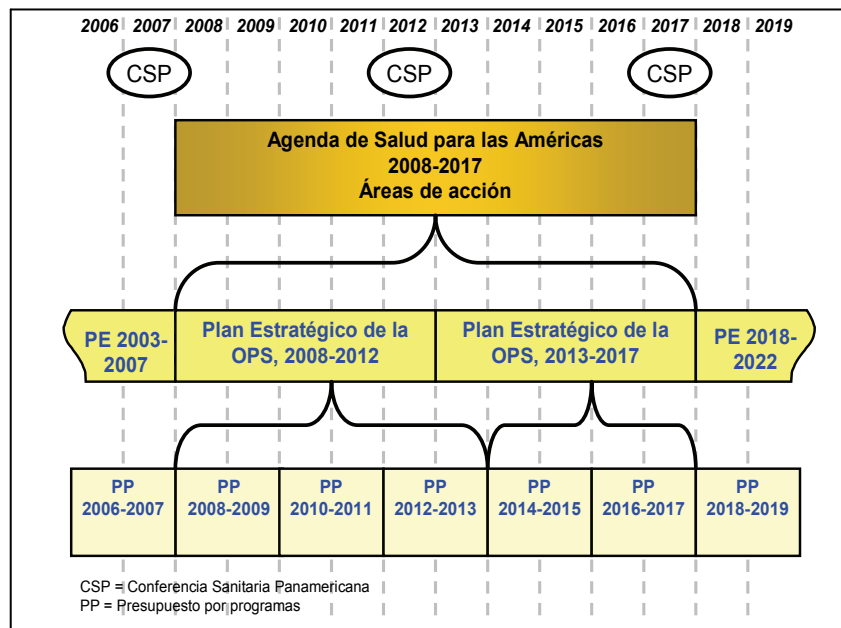 2006 2007 2008 2009 2010 2011 2012 2013 2014 2015 2016 2017 2018 2019
CSP CSP CSP
Agenda de Salud para las Américas
2008-2017
Áreas de acción
PE 2003-
2007
Plan Estratégico de la
OPS, 2008-2012
Plan Estratégico de la
OPS, 2013-2017
PE 2018-
2022
PP
2006-2007
PP
2008-2009
PP
2010-2011
PP
2012-2013
PP
2014-2015
PP
2016-2017
PP
2018-2019
CSP = Conferencia Sanitaria Panamericana
PP = Presupuesto por programas